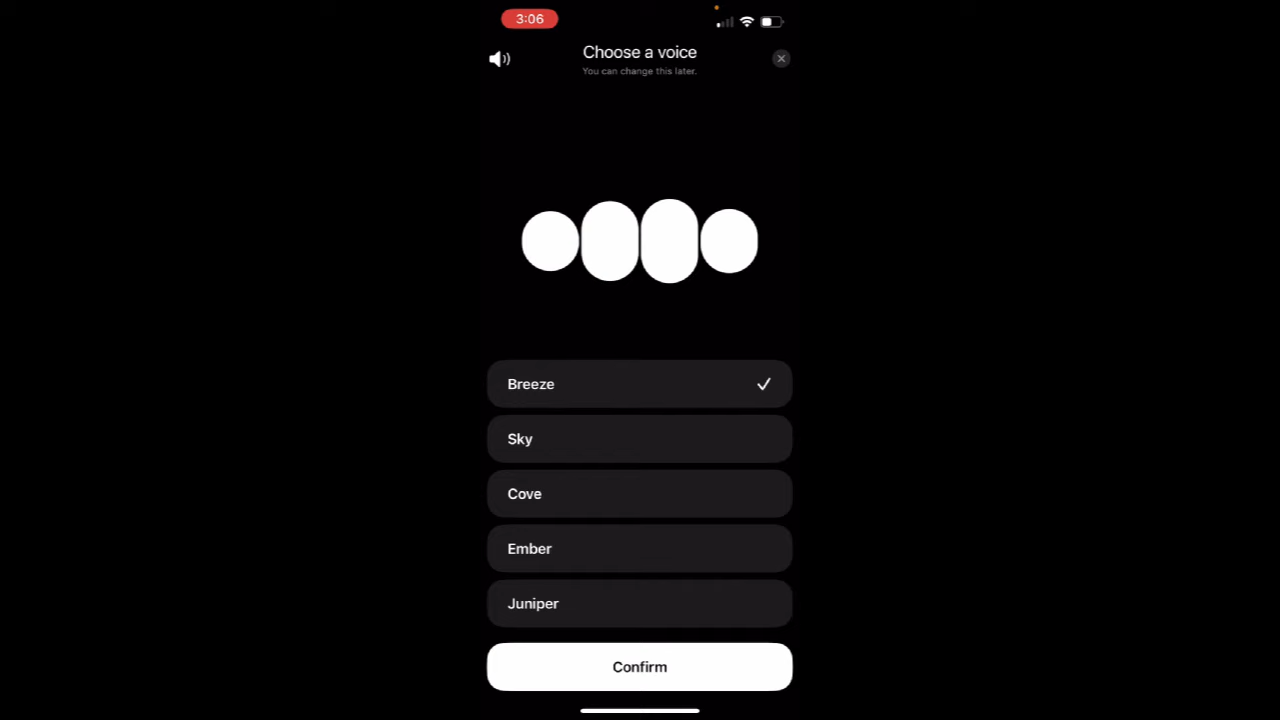 3:06
Choose a voice
You can change this later.
Breeze
Sky
Cove
Ember
Juniper
Confirm